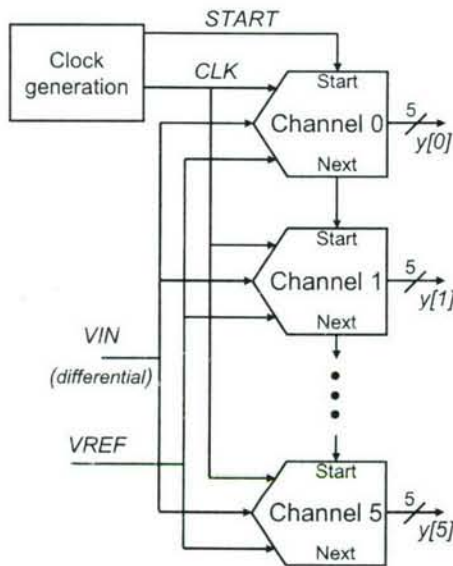 START
Clock
generation
CLK
Start
Channel 0
Next
5
y[0]
Start
Channel 1
Next
5
y[1]
VIN
(differential)
VREF
Start
Channel 5
Next
5
y[5]